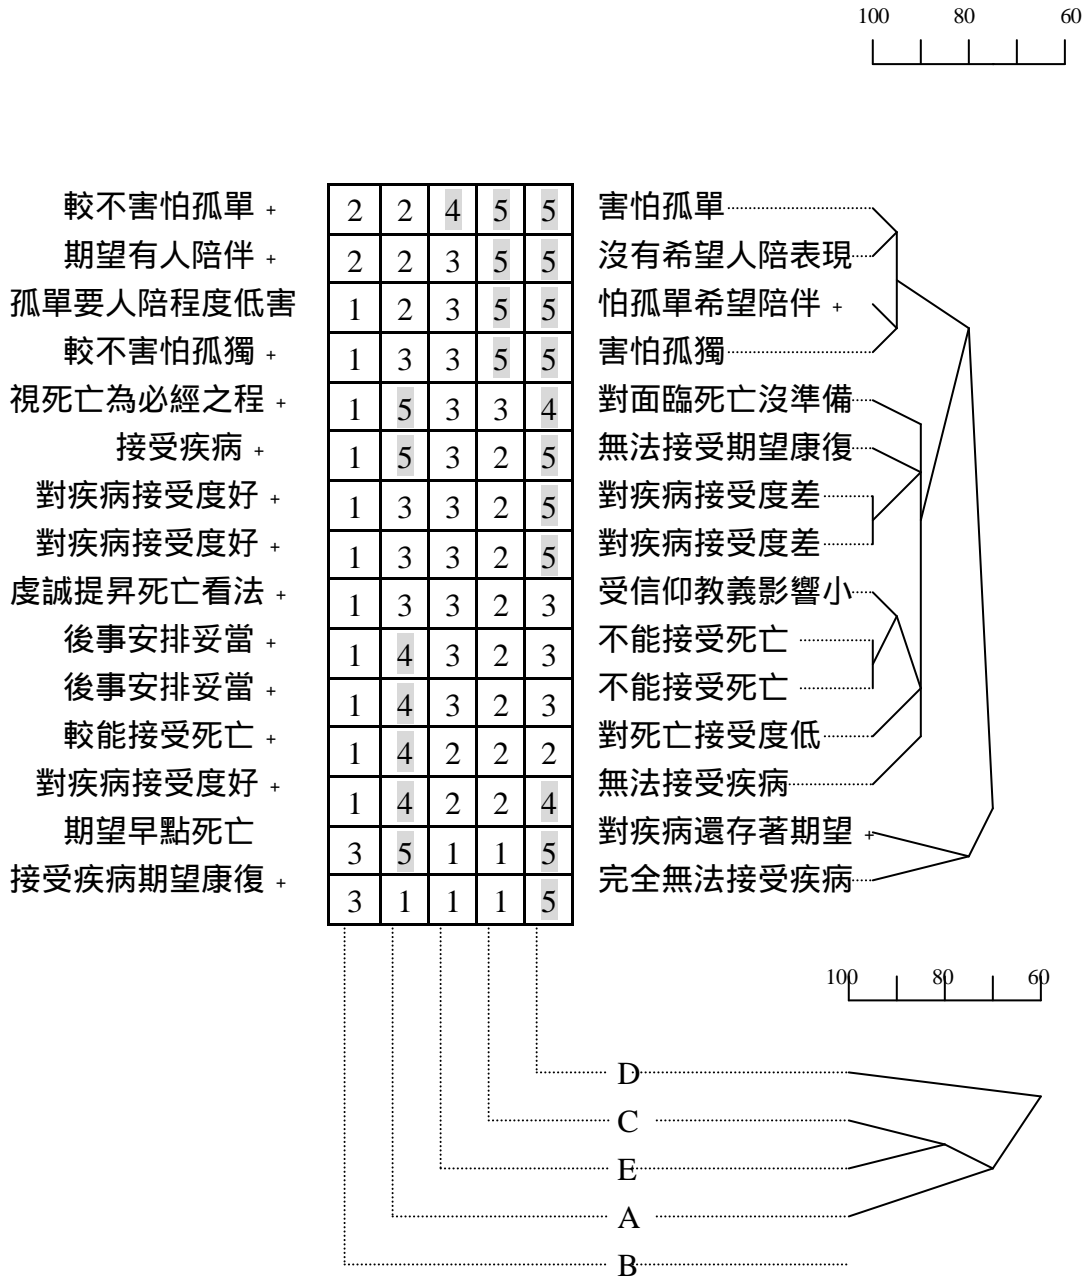 100 80 60
較不害怕孤單 + 2 2 4 5 5 害怕孤單
期望有人陪伴 + 2 2 3 5 5 沒有希望人陪表現
孤單要人陪程度低害 1 2 3 5 5 怕孤單希望陪伴 +
較不害怕孤獨 + 1 3 3 5 5 害怕孤獨
視死亡為必經之程 + 1 5 3 3 4 對面臨死亡沒準備
接受疾病 + 1 5 3 2 5 無法接受期望康復
對疾病接受度好 + 1 3 3 2 5 對疾病接受度差
對疾病接受度好 + 1 3 3 2 5 對疾病接受度差
虔誠提昇死亡看法 + 1 3 3 2 3 受信仰教義影響小
後事安排妥當 + 1 4 3 2 3 不能接受死亡
後事安排妥當 + 1 4 3 2 3 不能接受死亡
較能接受死亡 + 1 4 2 2 2 對死亡接受度低
對疾病接受度好 + 1 4 2 2 4 無法接受疾病
期望早點死亡 3 5 1 1 5 對疾病還存著期望 +
接受疾病期望康復 + 3 1 1 1 5 完全無法接受疾病
100 80 60
D
C
E
A
B